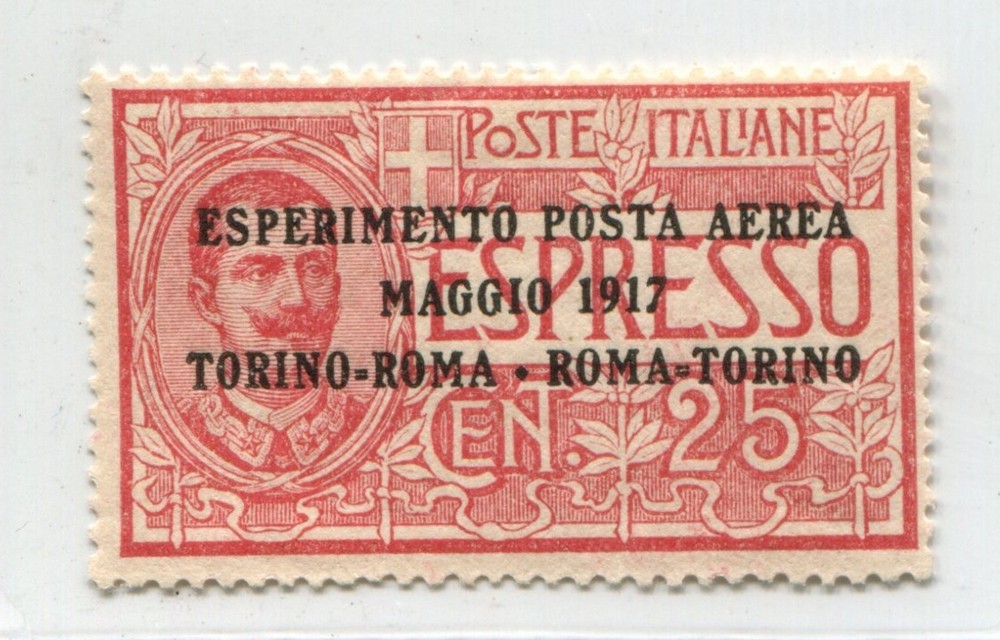 POSTE ITALIANE
ESPERIMENTO POSTA AEREA
ESPRESSO
MAGGIO 1917
TORINO=ROMA • ROMA=TORINO
CENT. 25